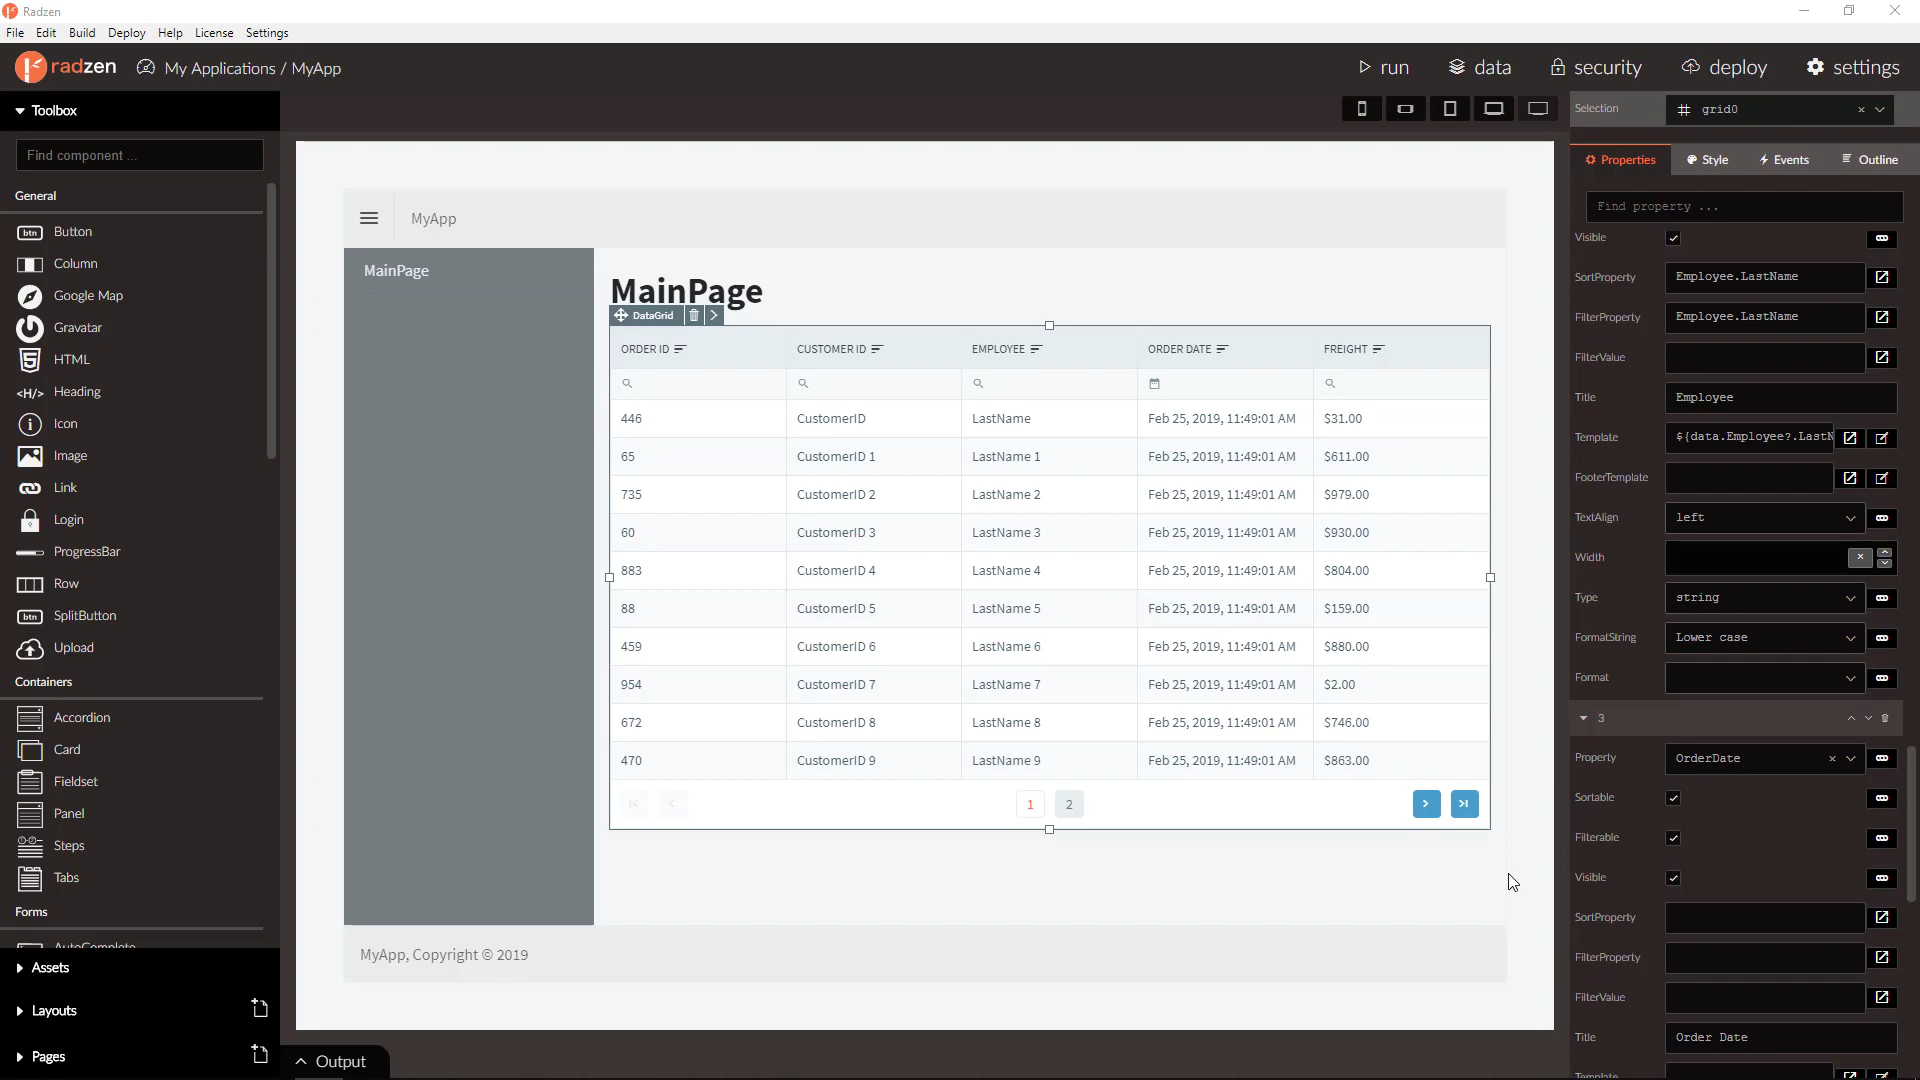 Radzen
File Edit Build Deploy Help License Settings
radzen My Applications / MyApp run data security deploy settings
Toolbox
Find component ...
General
btn Button
Column
Google Map
Gravatar
HTML
<H/> Heading
Icon
Image
Link
Login
ProgressBar
Row
btn SplitButton
Upload
Containers
Accordion
Card
Fieldset
Panel
Steps
Tabs
Forms
AutoComplete
Assets
Layouts
Pages
MyApp
MainPage
MainPage
DataGrid
ORDER ID CUSTOMER ID EMPLOYEE ORDER DATE FREIGHT
446 CustomerID LastName Feb 25, 2019, 11:49:01 AM $31.00
65 CustomerID 1 LastName 1 Feb 25, 2019, 11:49:01 AM $611.00
735 CustomerID 2 LastName 2 Feb 25, 2019, 11:49:01 AM $979.00
60 CustomerID 3 LastName 3 Feb 25, 2019, 11:49:01 AM $930.00
883 CustomerID 4 LastName 4 Feb 25, 2019, 11:49:01 AM $804.00
88 CustomerID 5 LastName 5 Feb 25, 2019, 11:49:01 AM $159.00
459 CustomerID 6 LastName 6 Feb 25, 2019, 11:49:01 AM $880.00
954 CustomerID 7 LastName 7 Feb 25, 2019, 11:49:01 AM $2.00
672 CustomerID 8 LastName 8 Feb 25, 2019, 11:49:01 AM $746.00
470 CustomerID 9 LastName 9 Feb 25, 2019, 11:49:01 AM $863.00
1 2
MyApp, Copyright © 2019
Output
Selection grid0
Properties Style Events Outline
Find property ...
Visible
SortProperty Employee.LastName
FilterProperty Employee.LastName
FilterValue
Title Employee
Template ${data.Employee?.LastN
FooterTemplate
TextAlign left
Width
Type string
FormatString Lower case
Format
3
Property OrderDate
Sortable
Filterable
Visible
SortProperty
FilterProperty
FilterValue
Title Order Date
Template